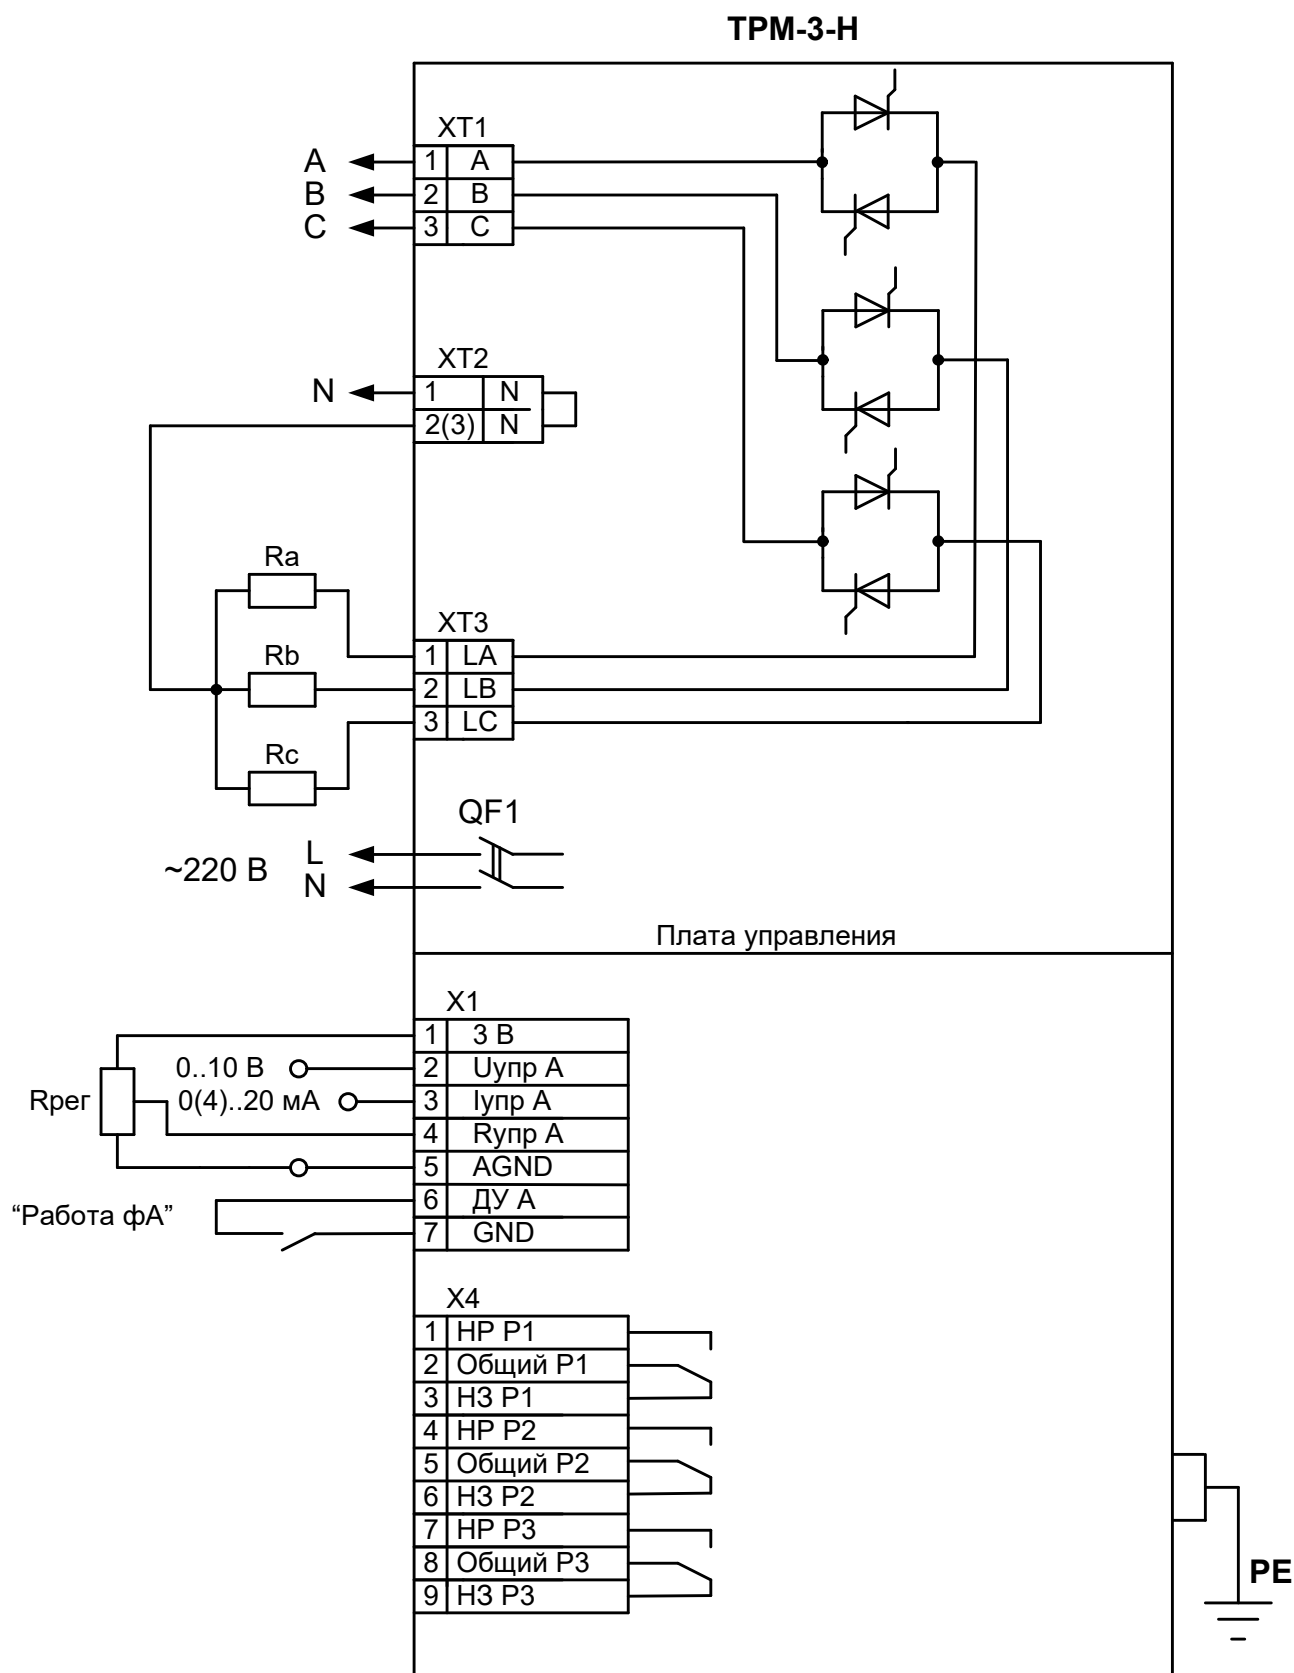 ТРМ-3-Н
XT1
A 1 A
B 2 B
C 3 C
XT2
N 1 N
2(3) N
Ra
XT3
Rb 1 LA
2 LB
3 LC
Rc
QF1
~220 В L
N
Плата управления
X1
1 3 В
0..10 В 2 Uупр А
Rрег 0(4)..20 мА 3 Iупр А
4 Rупр А
5 AGND
“Работа фА” 6 ДУ А
7 GND
X4
1 НР Р1
2 Общий Р1
3 НЗ Р1
4 НР Р2
5 Общий Р2
6 НЗ Р2
7 НР Р3
8 Общий Р3
9 НЗ Р3
PE